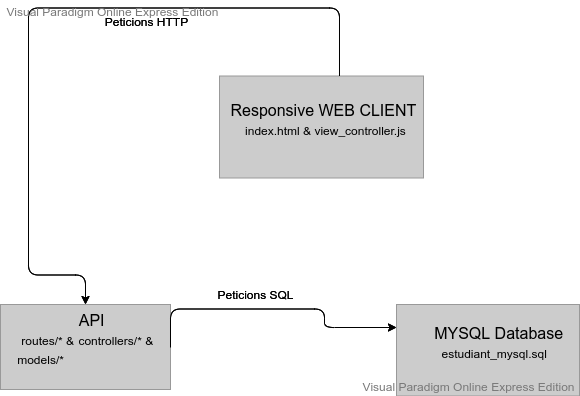 Visual Paradigm Online Express Edition
Peticions HTTP
Responsive WEB CLIENT
index.html & view_controller.js
Peticions SQL
API
routes/* & controllers/* &
models/*
MYSQL Database
estudiant_mysql.sql
Visual Paradigm Online Express Edition